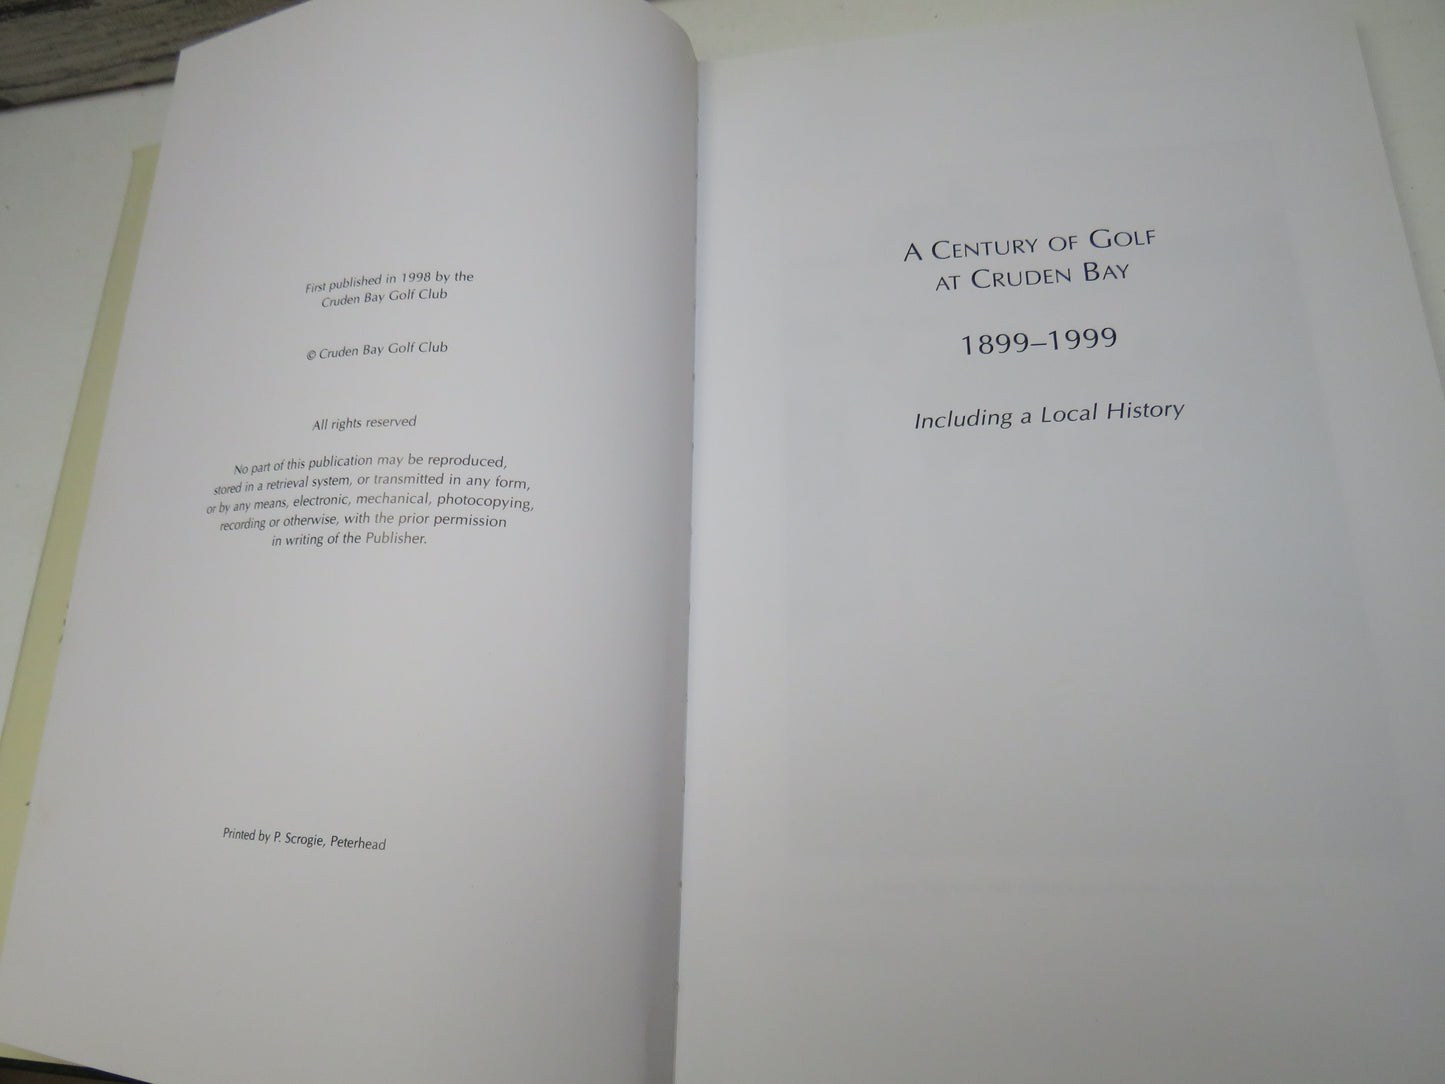 First published in 1998 by the
Cruden Bay Golf Club
© Cruden Bay Golf Club
All rights reserved
No part of this publication may be reproduced,
stored in a retrieval system, or transmitted in any form,
or by any means, electronic, mechanical, photocopying,
recording or otherwise, with the prior permission
in writing of the Publisher.
Printed by P. Scrogie, Peterhead
A CENTURY OF GOLF
AT CRUDEN BAY
1899–1999
Including a Local History